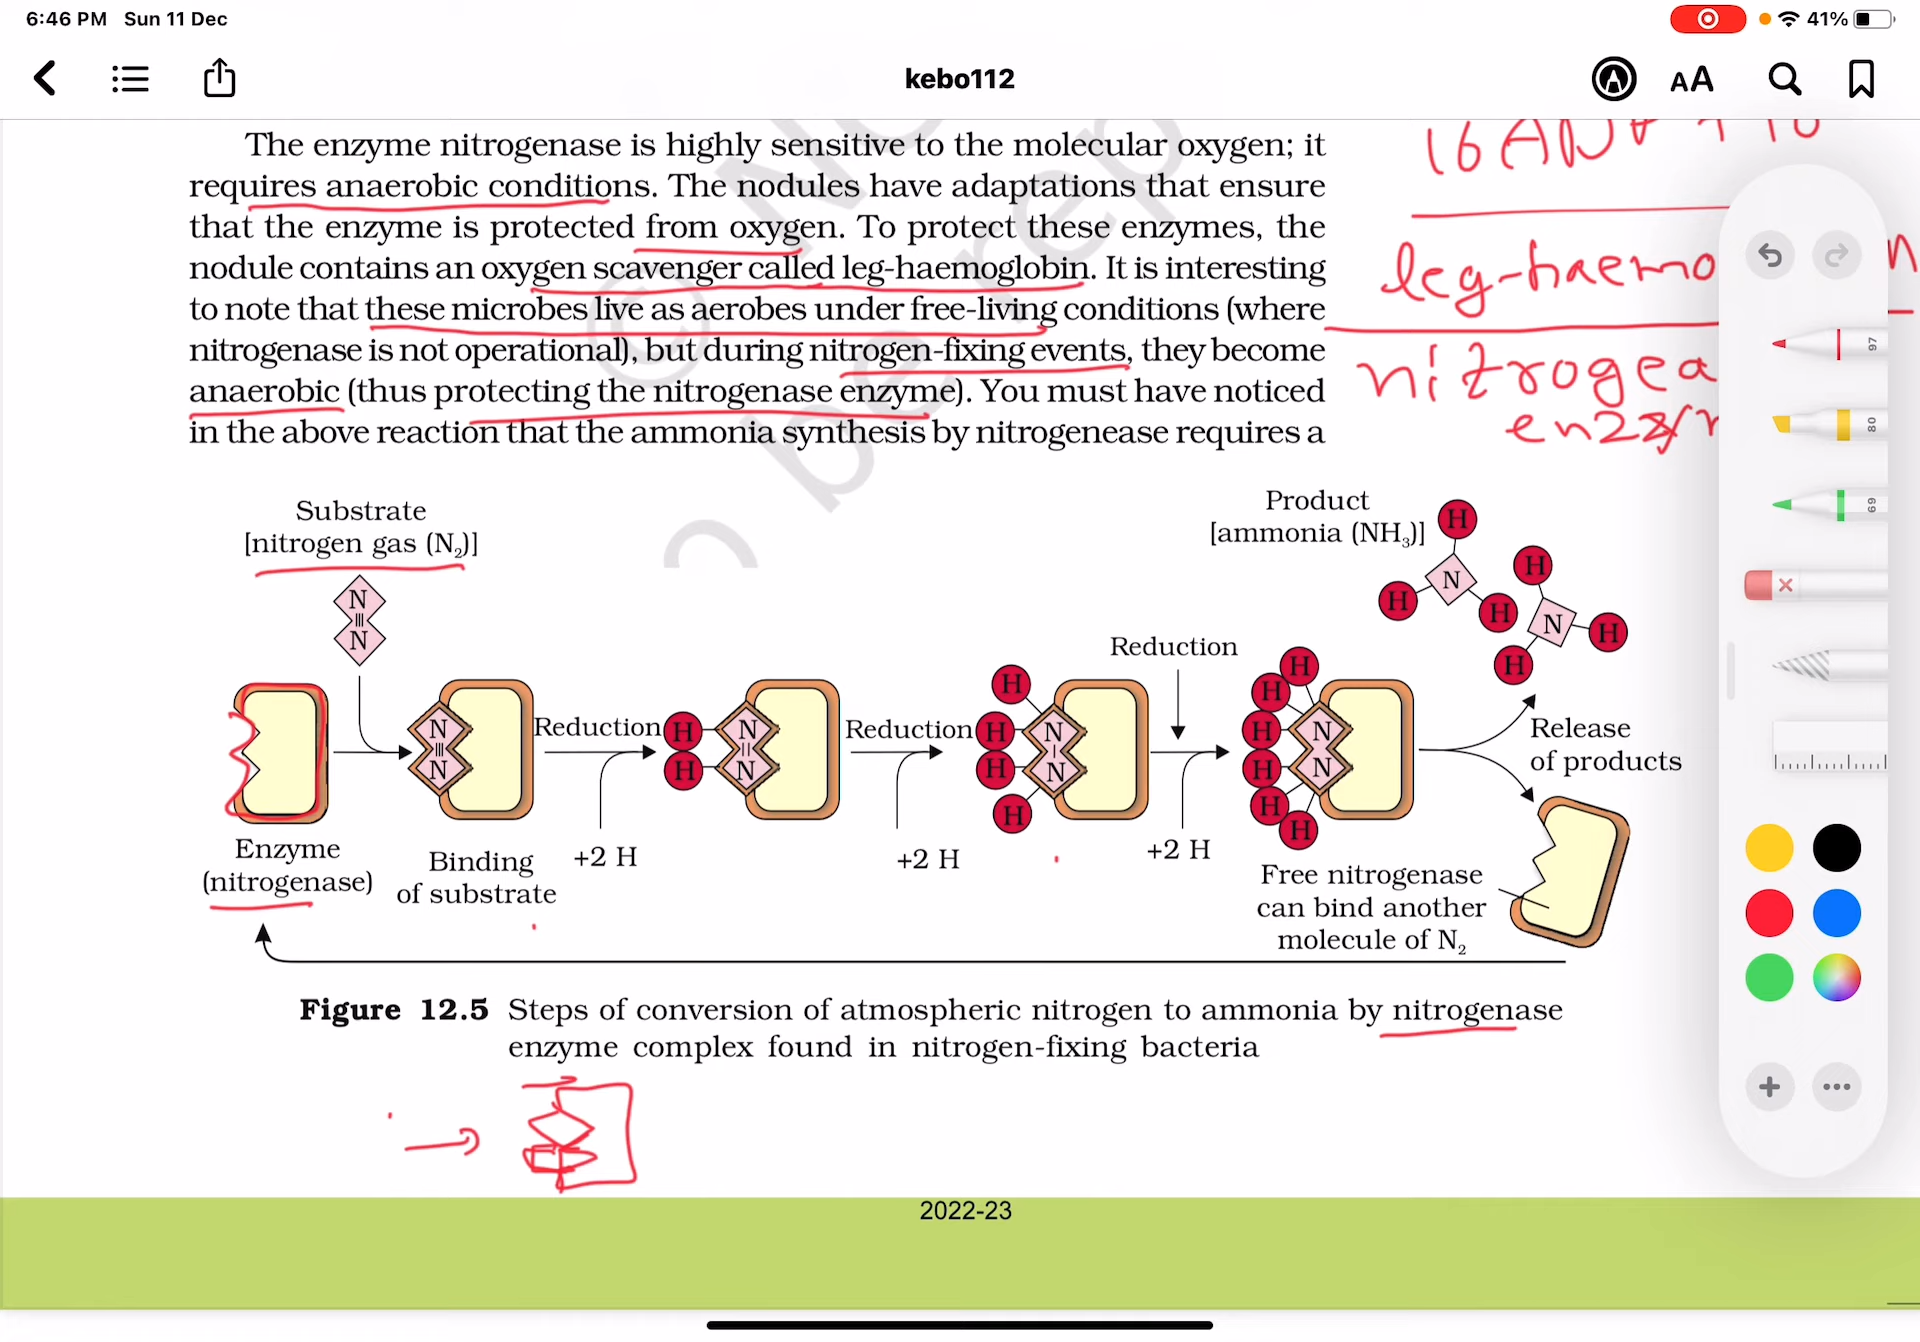 6:46 PM Sun 11 Dec
41%
kebo112
AA
The enzyme nitrogenase is highly sensitive to the molecular oxygen; it
requires anaerobic conditions. The nodules have adaptations that ensure
that the enzyme is protected from oxygen. To protect these enzymes, the
nodule contains an oxygen scavenger called leg-haemoglobin. It is interesting
to note that these microbes live as aerobes under free-living conditions (where
nitrogenase is not operational), but during nitrogen-fixing events, they become
anaerobic (thus protecting the nitrogenase enzyme). You must have noticed
in the above reaction that the ammonia synthesis by nitrogenease requires a
leg-haemo
n
nitrogea
97
80
69
Substrate
[nitrogen gas (N₂)]
N
N
Product
[ammonia (NH₃)]
H
N
H
H
H
N
H
H
Enzyme
(nitrogenase)
N
N
Binding
of substrate
Reduction
+2 H
H N
H N
Reduction
+2 H
H
H N
H N
H
Reduction
+2 H
H
H
H N
H N
H
H
Release
of products
Free nitrogenase
can bind another
molecule of N₂
Figure 12.5 Steps of conversion of atmospheric nitrogen to ammonia by nitrogenase
enzyme complex found in nitrogen-fixing bacteria
2022-23